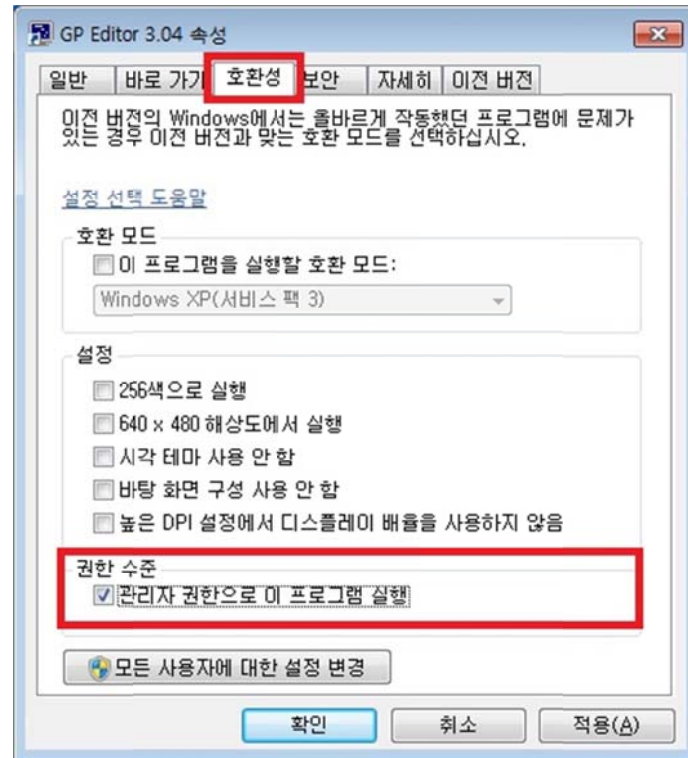 GP Editor 3.04 속성
일반 바로 가기 호환성 보안 자세히 이전 버전
이전 버전의 Windows에서는 올바르게 작동했던 프로그램에 문제가
있는 경우 이전 버전과 맞는 호환 모드를 선택하십시오.
설정 선택 도움말
호환 모드
이 프로그램을 실행할 호환 모드:
Windows XP(서비스 팩 3)
설정
256색으로 실행
640 x 480 해상도에서 실행
시각 테마 사용 안 함
바탕 화면 구성 사용 안 함
높은 DPI 설정에서 디스플레이 배율을 사용하지 않음
권한 수준
관리자 권한으로 이 프로그램 실행
모든 사용자에 대한 설정 변경
확인 취소 적용(A)